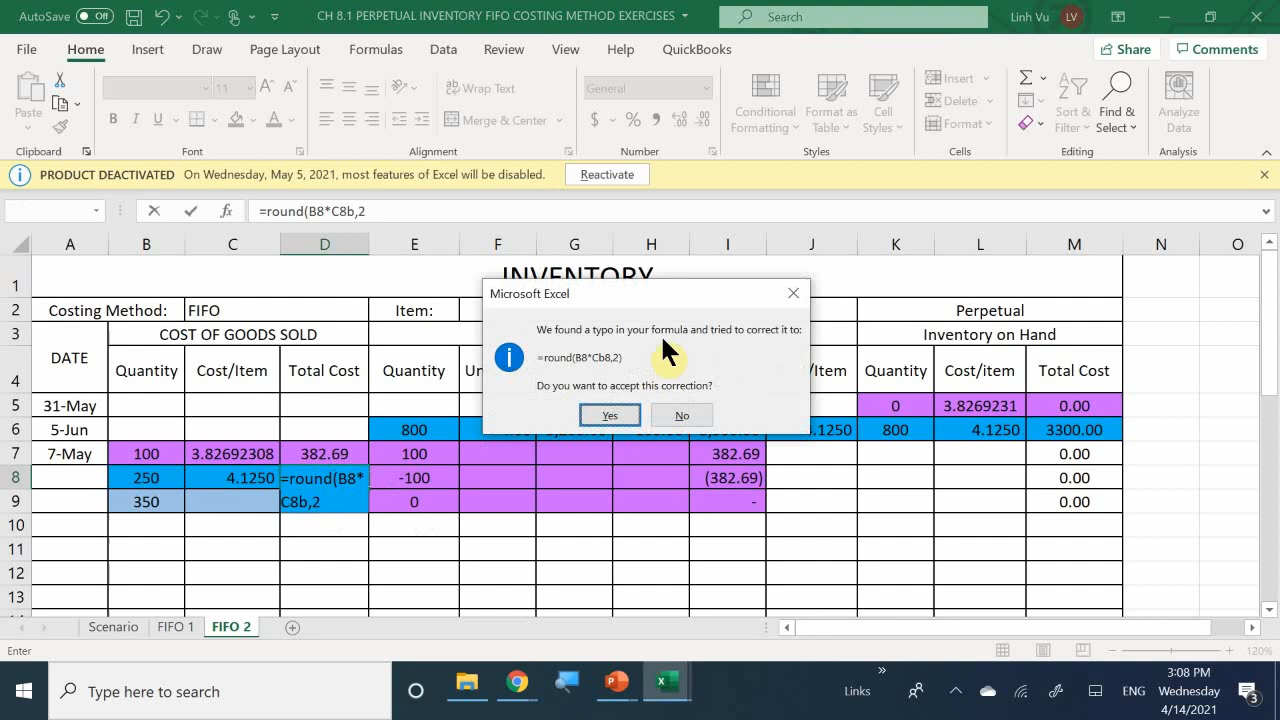 AutoSave Off CH 8.1 PERPETUAL INVENTORY FIFO COSTING METHOD EXERCISES Search Linh Vu LV
File Home Insert Draw Page Layout Formulas Data Review View Help QuickBooks Share Comments
Paste
11
A A
Wrap Text
General
Conditional Formatting
Format as Table
Cell Styles
Insert
Delete
Format
Sort & Filter
Find & Select
Analyze Data
B I U
Merge & Center
$ % ,
Clipboard Font Alignment Number Styles Cells Editing Analysis
PRODUCT DEACTIVATED On Wednesday, May 5, 2021, most features of Excel will be disabled. Reactivate
fx =round(B8*C8b,2
A B C D E F G H I J K L M N O
1 INVENTORY
2 Costing Method: FIFO Item: Perpetual
3 COST OF GOODS SOLD Inventory on Hand
DATE
4 Quantity Cost/Item Total Cost Quantity Quantity Cost/item Total Cost
5 31-May 0 3.8269231 0.00
6 5-Jun 800 800 4.1250 3300.00
7 7-May 100 3.82692308 382.69 100 382.69 0.00
8 250 4.1250 =round(B8* -100 (382.69) 0.00
C8b,2
9 350 0 - 0.00
10
11
12
13
Microsoft Excel
We found a typo in your formula and tried to correct it to:
=round(B8*Cb8,2)
Do you want to accept this correction?
Yes No
Scenario FIFO 1 FIFO 2
Enter 120%
Type here to search
Links
ENG
3:08 PM
Wednesday
4/14/2021
3